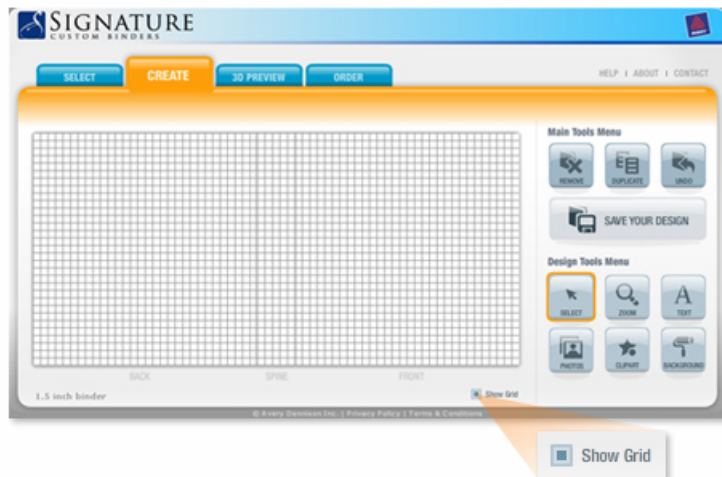 SIGNATURE
CUSTOM BINDERS
AVERY
SELECT
CREATE
3D PREVIEW
ORDER
HELP | ABOUT | CONTACT
Main Tools Menu
REMOVE
DUPLICATE
UNDO
SAVE YOUR DESIGN
Design Tools Menu
SELECT
ZOOM
A
TEXT
PHOTOS
CLIPART
BACKGROUND
BACK
SPINE
FRONT
1.5 inch binder
Show Grid
© Avery Dennison Inc. | Privacy Policy | Terms & Conditions
Show Grid